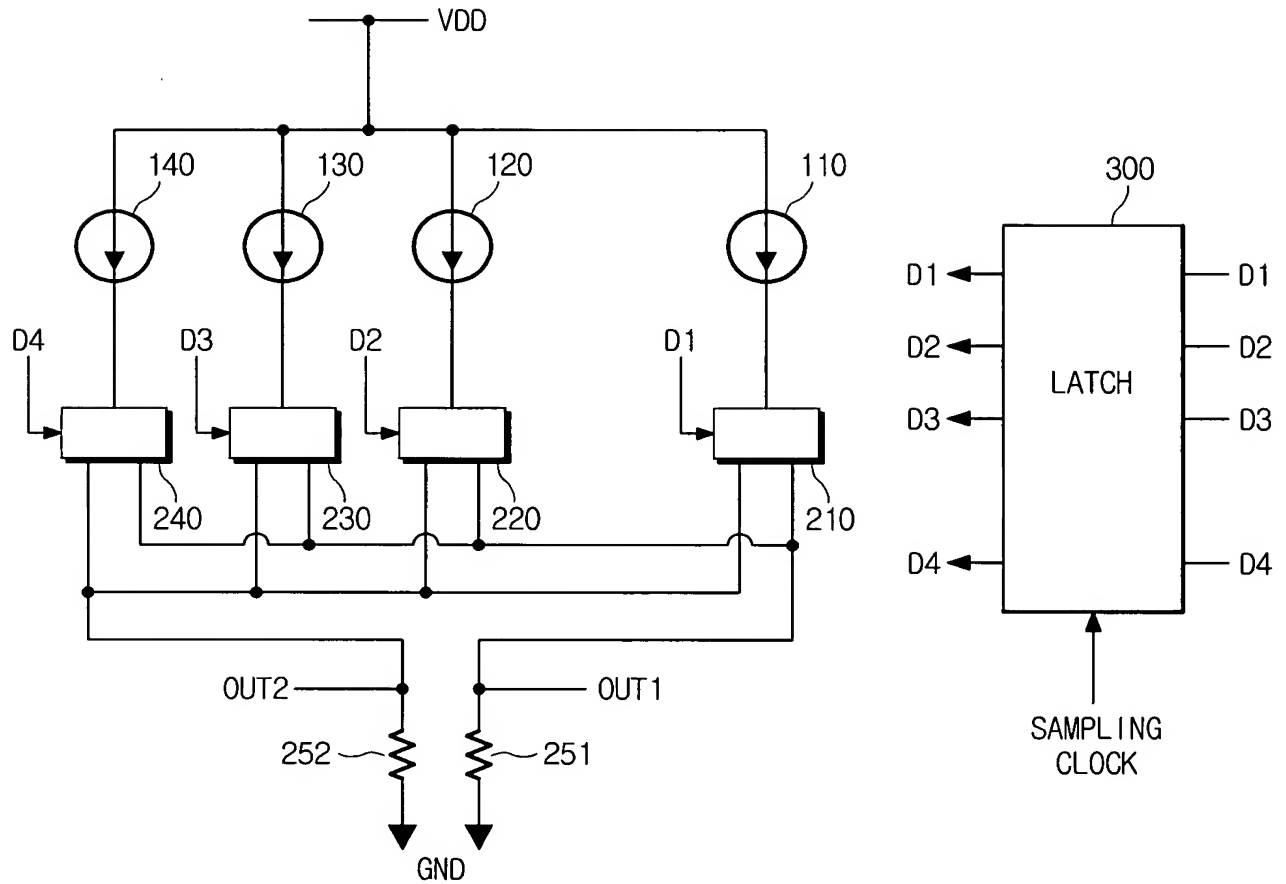 VDD
140
130
120
110
300
D4
D3
D2
D1
240
230
220
210
D1
D2
D3
D4
LATCH
D1
D2
D3
D4
OUT2
OUT1
252
251
GND
SAMPLING
CLOCK